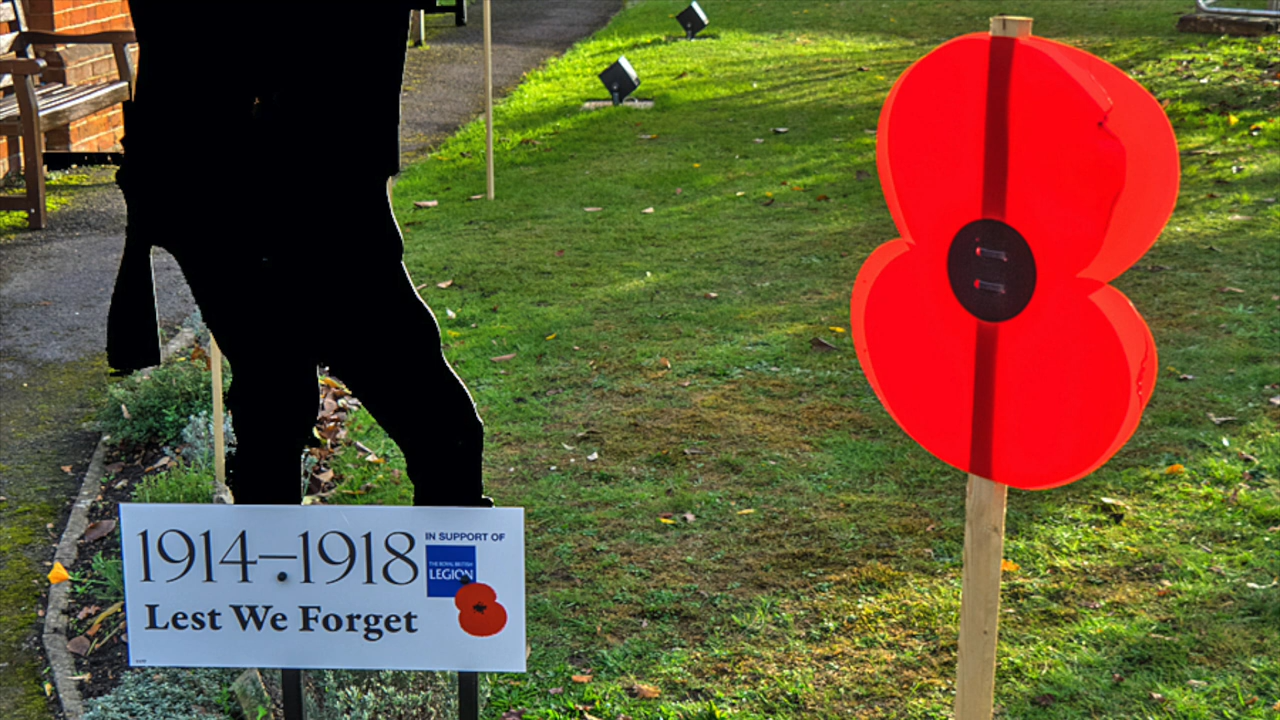 1914–1918
Lest We Forget
IN SUPPORT OF
THE ROYAL BRITISH
LEGION